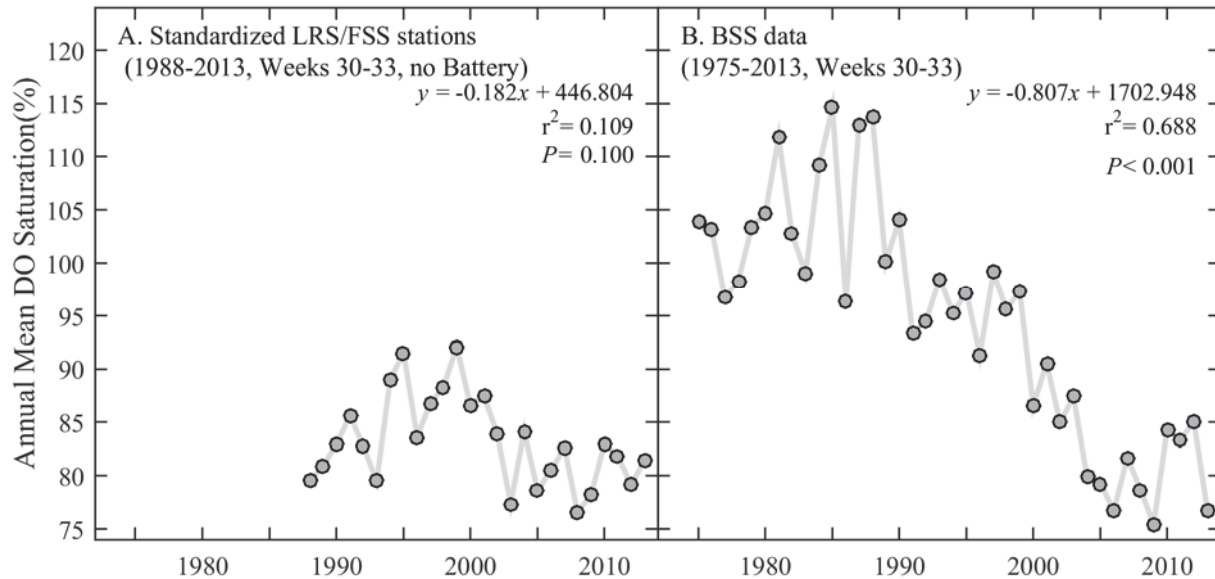 A. Standardized LRS/FSS stations
(1988-2013, Weeks 30-33, no Battery)
y = -0.182x + 446.804
r²= 0.109
P= 0.100
B. BSS data
(1975-2013, Weeks 30-33)
y = -0.807x + 1702.948
r²= 0.688
P< 0.001
Annual Mean DO Saturation(%)
120
115
110
105
100
95
90
85
80
75
1980 1990 2000 2010 1980 1990 2000 2010